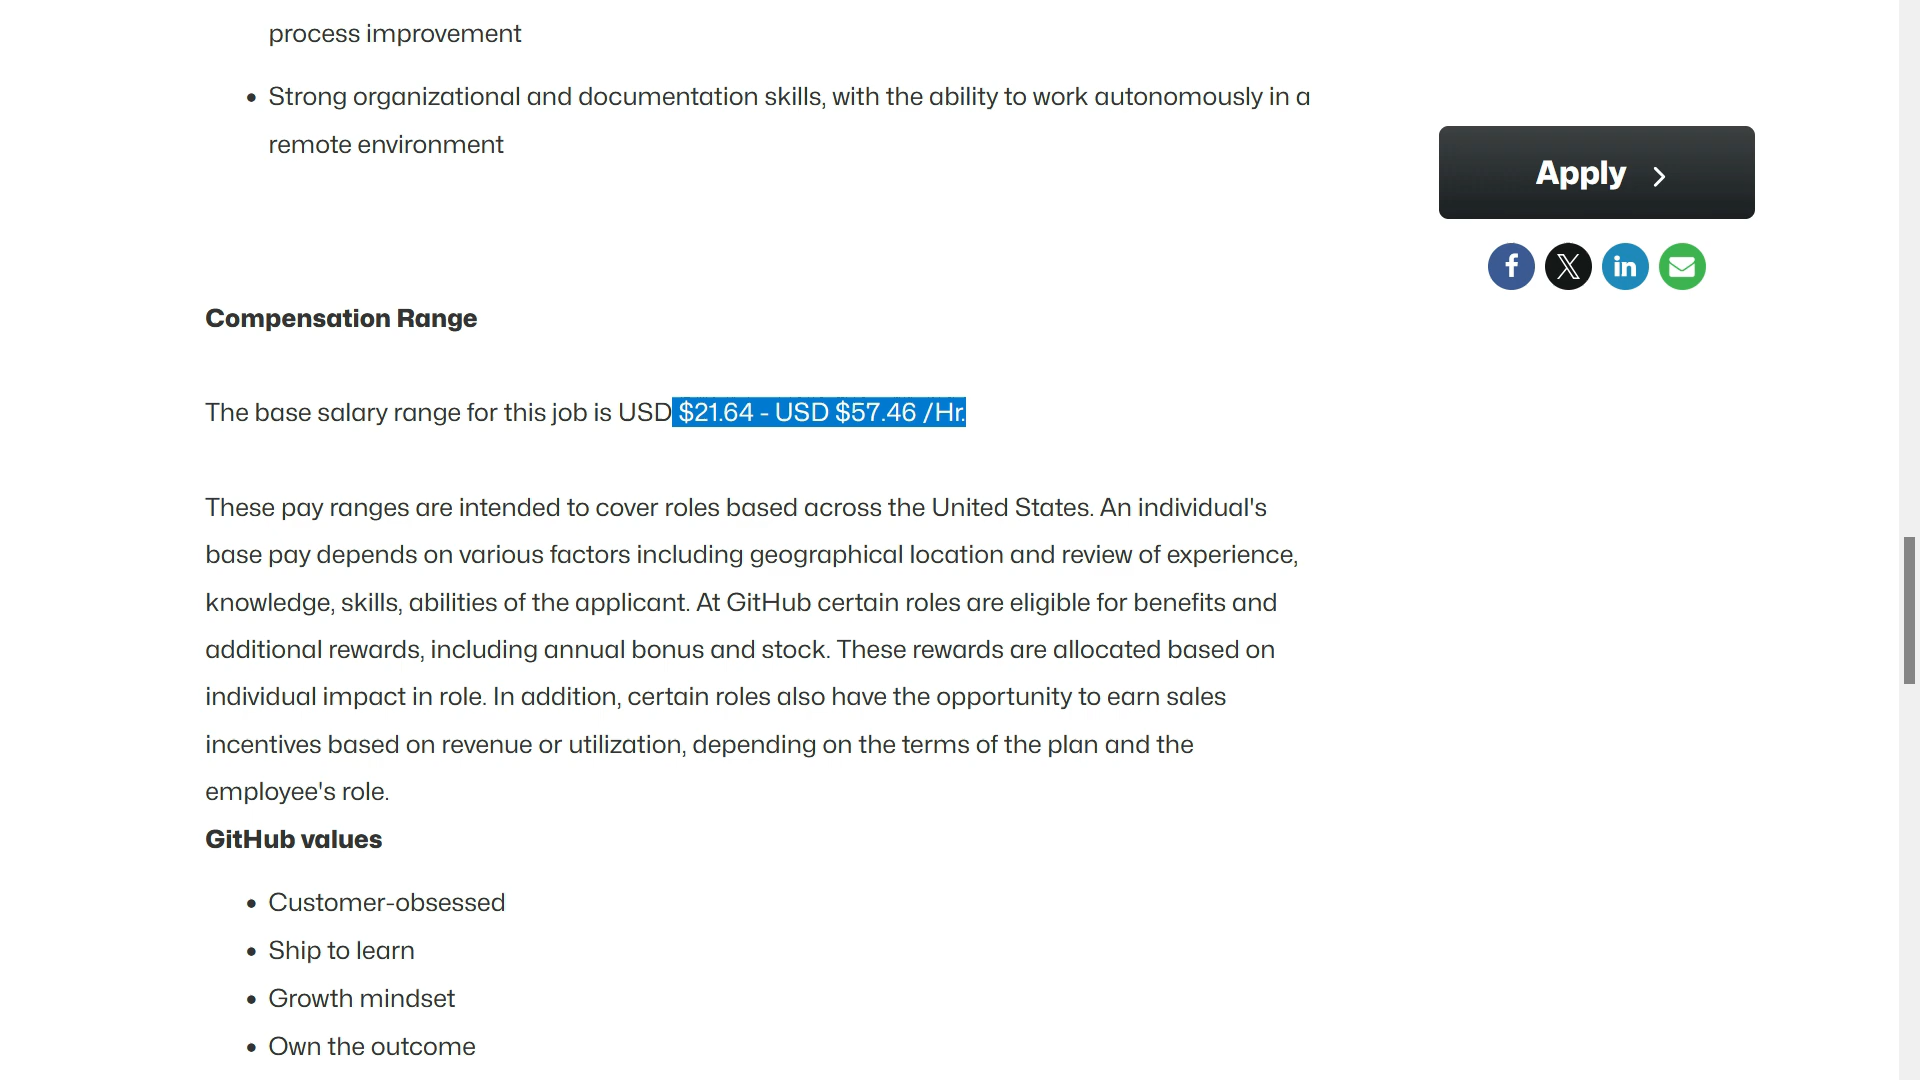 process improvement
• Strong organizational and documentation skills, with the ability to work autonomously in a
remote environment
Apply
Compensation Range
The base salary range for this job is USD $21.64 - USD $57.46 /Hr.
These pay ranges are intended to cover roles based across the United States. An individual's
base pay depends on various factors including geographical location and review of experience,
knowledge, skills, abilities of the applicant. At GitHub certain roles are eligible for benefits and
additional rewards, including annual bonus and stock. These rewards are allocated based on
individual impact in role. In addition, certain roles also have the opportunity to earn sales
incentives based on revenue or utilization, depending on the terms of the plan and the
employee's role.
GitHub values
• Customer-obsessed
• Ship to learn
• Growth mindset
• Own the outcome